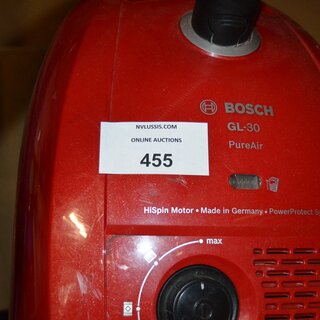 BOSCH
GL-30
PureAir
NVLUSSIS.COM
ONLINE AUCTIONS
455
HiSpin Motor • Made in Germany • PowerProtect
max